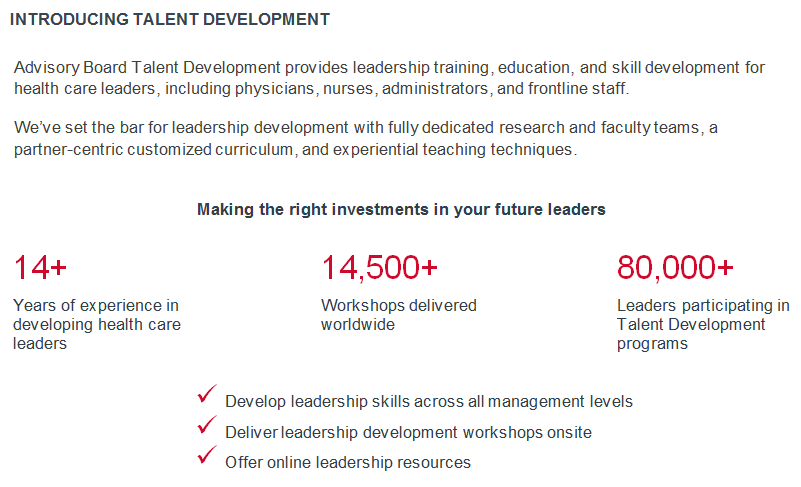 INTRODUCING TALENT DEVELOPMENT
Advisory Board Talent Development provides leadership training, education, and skill development for
health care leaders, including physicians, nurses, administrators, and frontline staff.
We’ve set the bar for leadership development with fully dedicated research and faculty teams, a
partner-centric customized curriculum, and experiential teaching techniques.
Making the right investments in your future leaders
14+
Years of experience in
developing health care
leaders
14,500+
Workshops delivered
worldwide
80,000+
Leaders participating in
Talent Development
programs
Develop leadership skills across all management levels
Deliver leadership development workshops onsite
Offer online leadership resources